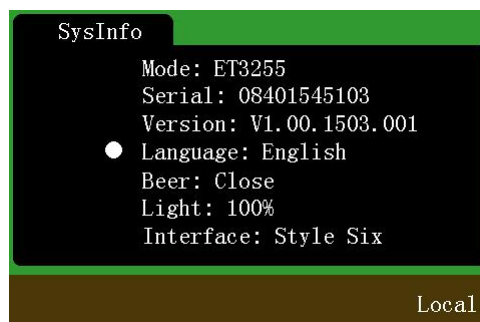 SysInfo
Mode: ET3255
Serial: 08401545103
Version: V1.00.1503.001
Language: English
Beer: Close
Light: 100%
Interface: Style Six
Local